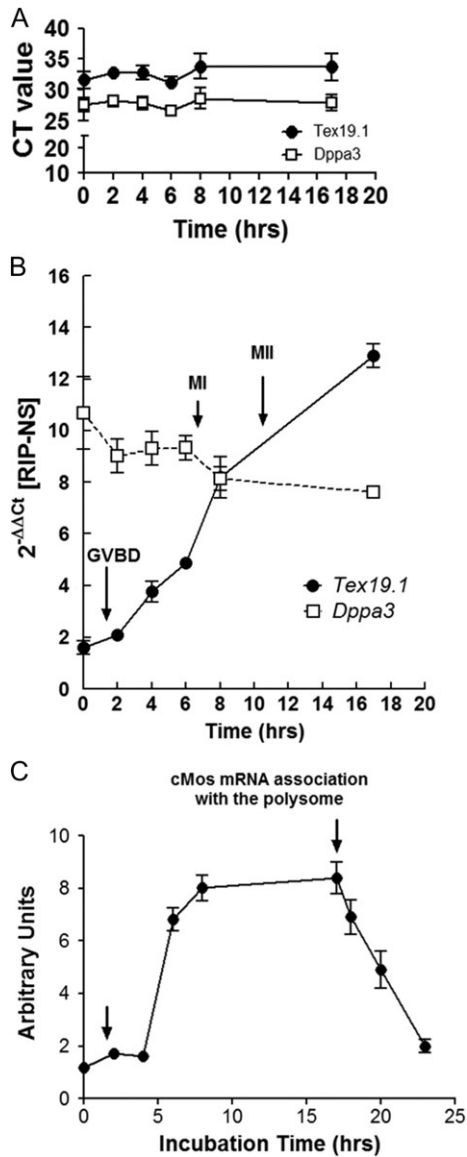 A
CT value
35
30
25
20
10
Tex19.1
Dppa3
0 2 4 6 8 10 12 14 16 18 20
Time (hrs)
B
2-ΔΔCt [RIP-NS]
16
14
12
10
8
6
4
2
0
MII
MI
GVBD
Tex19.1
Dppa3
0 2 4 6 8 10 12 14 16 18 20
Time (hrs)
C
cMos mRNA association
with the polysome
Arbitrary Units
10
8
6
4
2
0
0 5 10 15 20 25
Incubation Time (hrs)